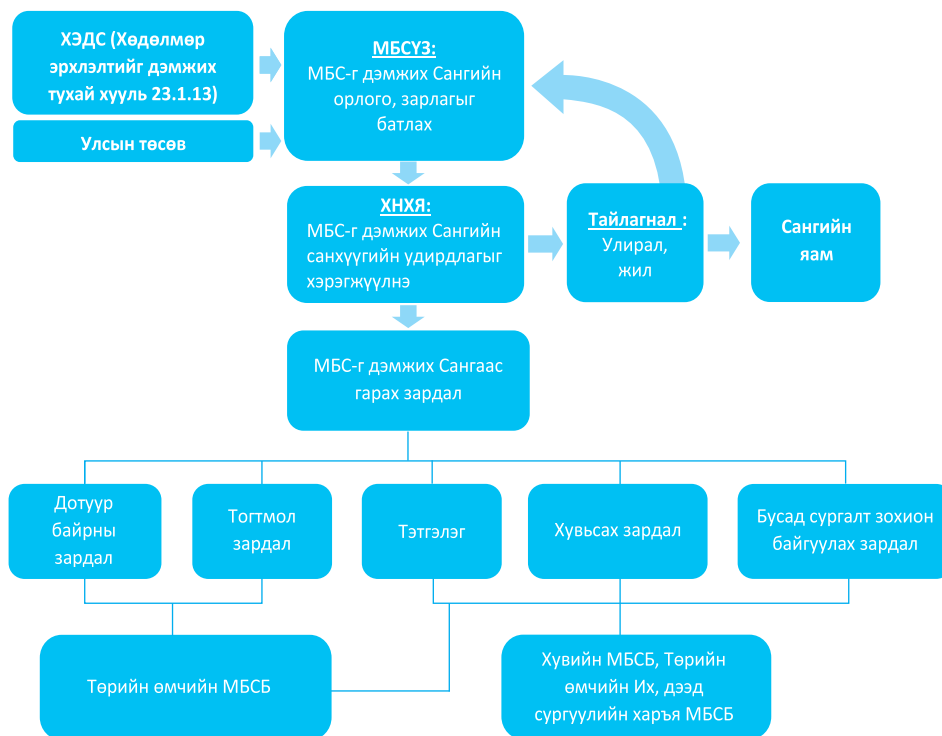 ХЭДС (Хөдөлмөр
эрхлэлтийг дэмжих
тухай хууль 23.1.13)
Улсын төсөв
МБСҮЗ:
МБС-г дэмжих Сангийн
орлого, зарлагыг
батлах
ХНХЯ:
МБС-г дэмжих Сангийн
санхүүгийн удирдлагыг
хэрэгжүүлнэ
Тайлагнал :
Улирал,
жил
Сангийн
яам
МБС-г дэмжих Сангаас
гарах зардал
Дотуур
байрны
зардал
Тогтмол
зардал
Тэтгэлэг
Хувьсах зардал
Бусад сургалт зохион
байгуулах зардал
Төрийн өмчийн МБСБ
Хувийн МБСБ, Төрийн
өмчийн Их, дээд
сургуулийн харъя МБСБ